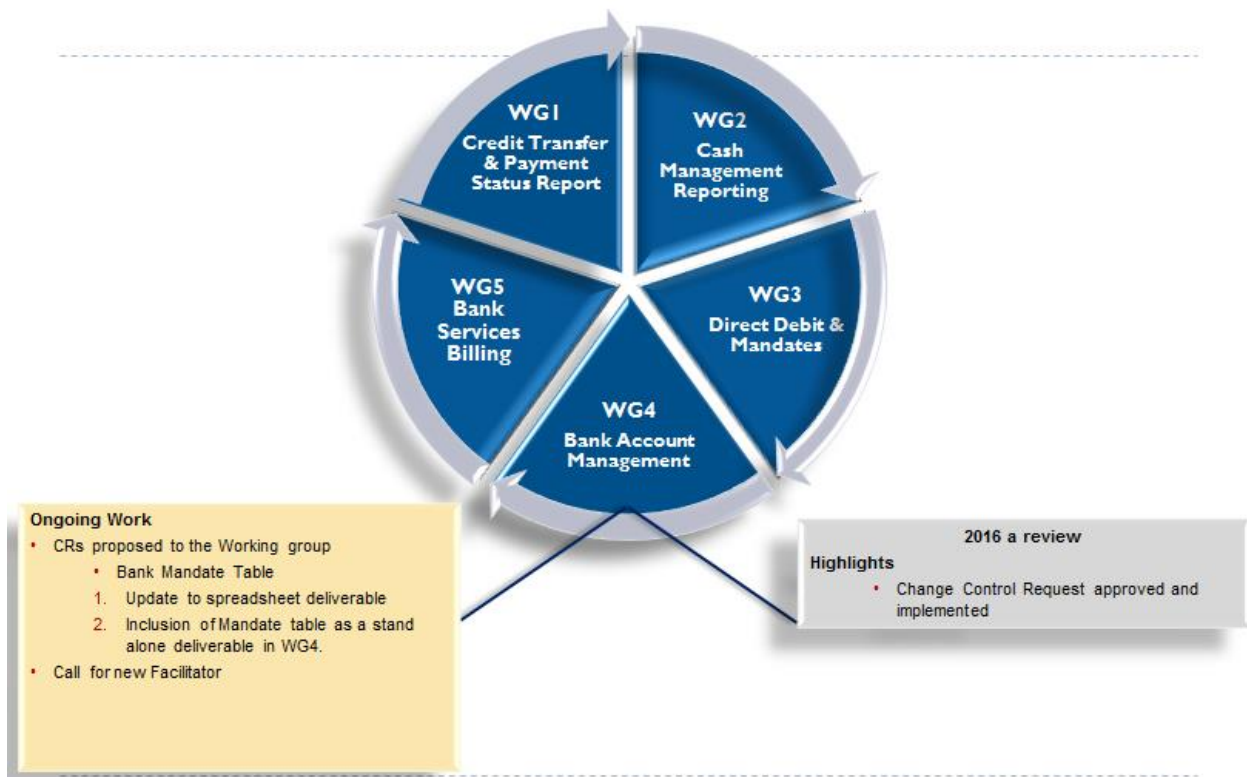 WG1
Credit Transfer
& Payment
Status Report
WG2
Cash
Management
Reporting
WG3
Direct Debit &
Mandates
WG4
Bank Account
Management
WG5
Bank
Services
Billing
Ongoing Work
• CRs proposed to the Working group
• Bank Mandate Table
1. Update to spreadsheet deliverable
2. Inclusion of Mandate table as a stand
alone deliverable in WG4.
• Call for new Facilitator
2016 a review
Highlights
• Change Control Request approved and
implemented